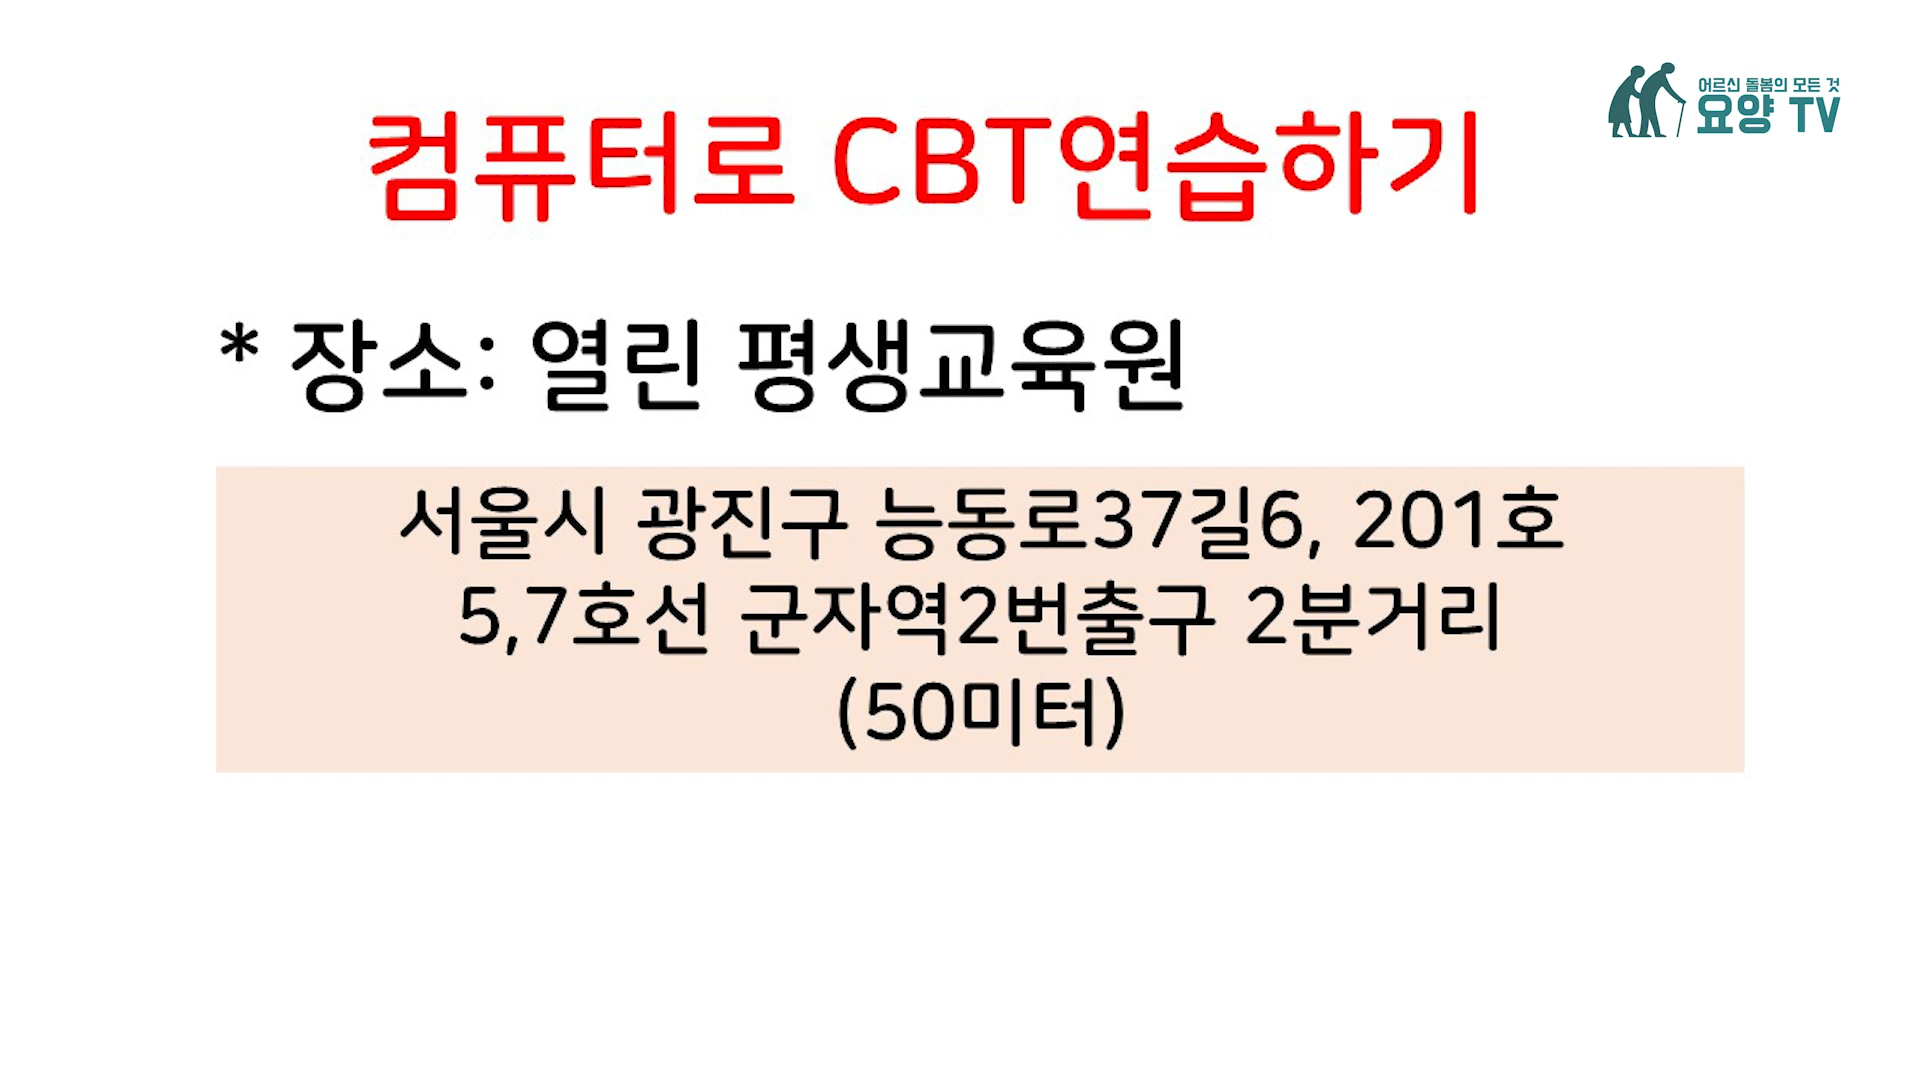 어르신 돌봄의 모든 것
요양 TV
컴퓨터로 CBT연습하기
* 장소: 열린 평생교육원
서울시 광진구 능동로37길6, 201호
5,7호선 군자역2번출구 2분거리
(50미터)